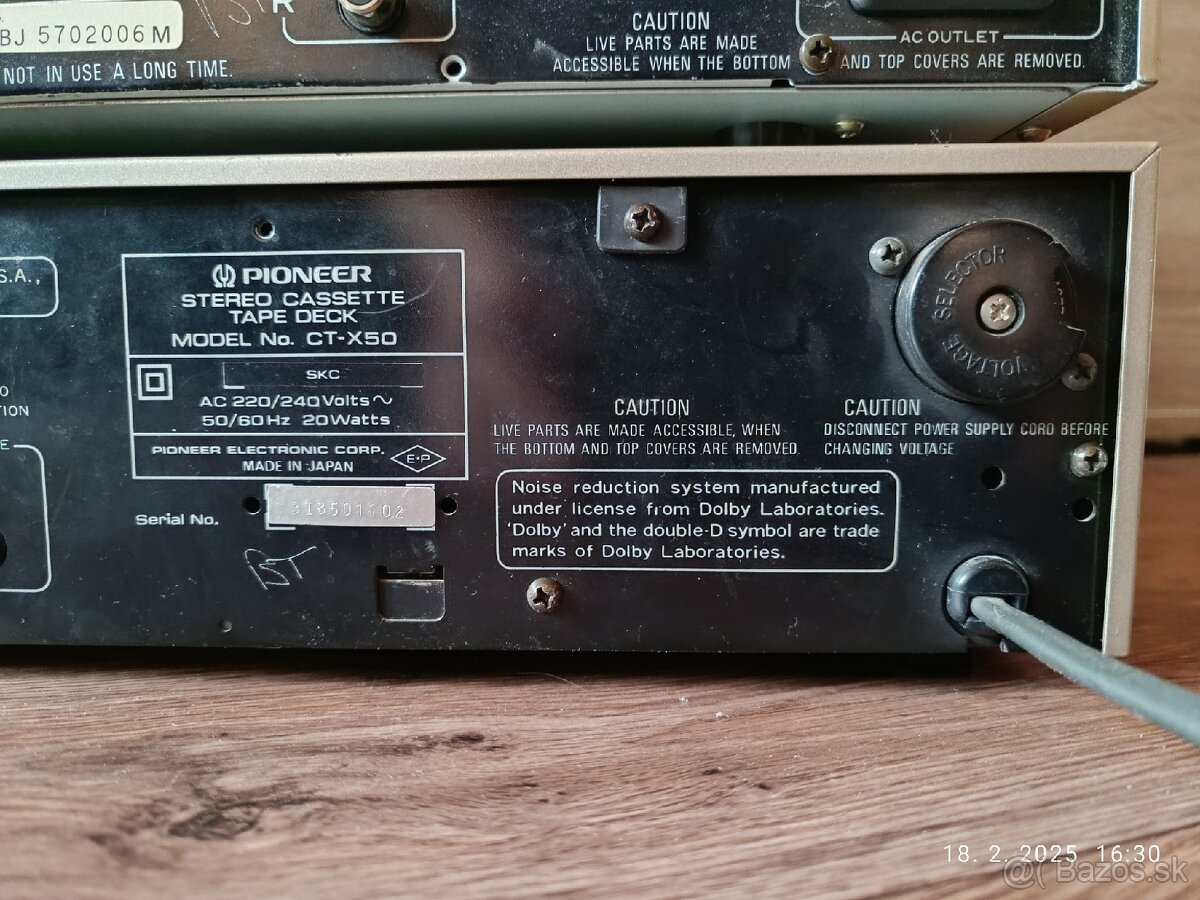 BJ 5702006 M
R
NOT IN USE A LONG TIME.
CAUTION
LIVE PARTS ARE MADE
ACCESSIBLE WHEN THE BOTTOM AND TOP COVERS ARE REMOVED.
AC OUTLET
S.A.,
PIONEER
STEREO CASSETTE
TAPE DECK
MODEL No. CT-X50
SKC
AC 220/240Volts ~
50/60Hz 20Watts
PIONEER ELECTRONIC CORP.
MADE IN JAPAN
E·P
Serial No.
BT
CAUTION
LIVE PARTS ARE MADE ACCESSIBLE, WHEN
THE BOTTOM AND TOP COVERS ARE REMOVED.
CAUTION
DISCONNECT POWER SUPPLY CORD BEFORE
CHANGING VOLTAGE
Noise reduction system manufactured
under license from Dolby Laboratories.
'Dolby' and the double-D symbol are trade
marks of Dolby Laboratories.
VOLTAGE SELECTOR
18. 2. 2025 16:30
Bazos.sk